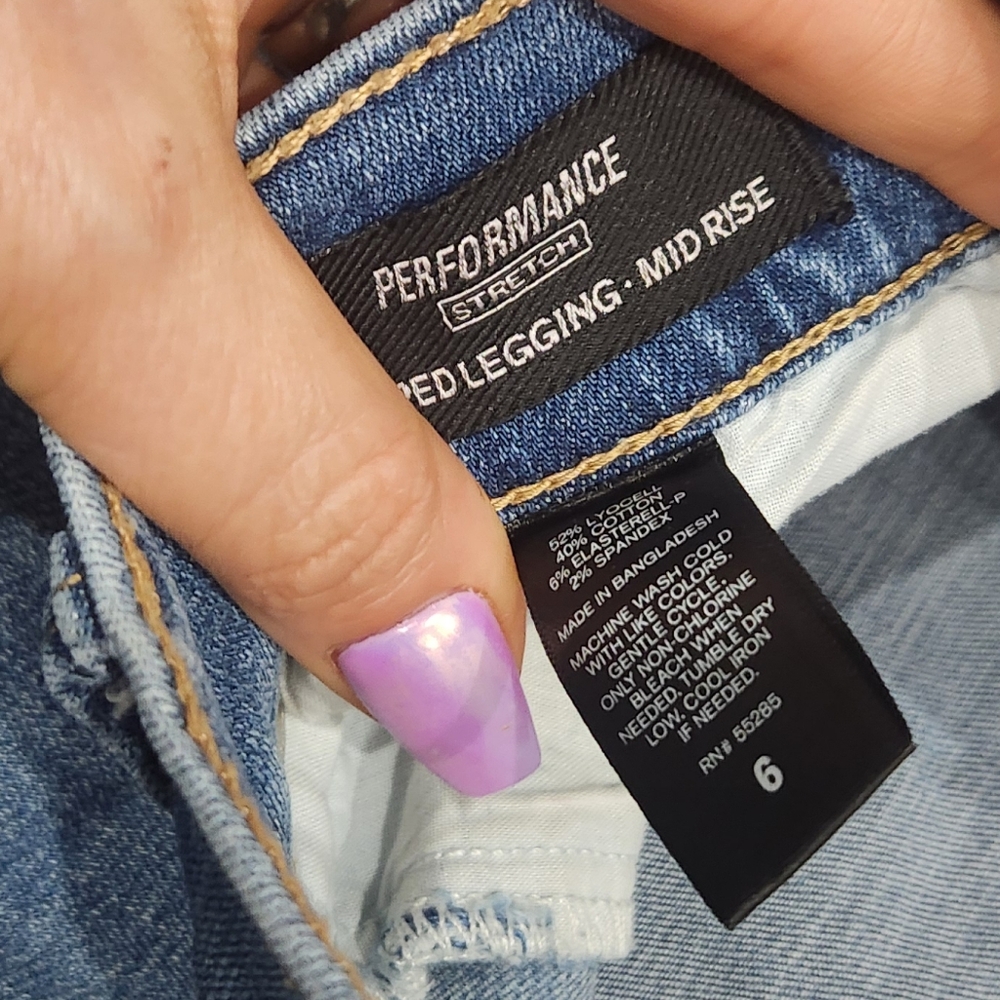 PERFORMANCE
STRETCH
LEGGING · MID RISE
52% LYOCELL
40% COTTON
6% ELASTERELL-P
2% SPANDEX
MADE IN BANGLADESH
MACHINE WASH COLD
WITH LIKE COLORS,
GENTLE CYCLE,
ONLY NON-CHLORINE
BLEACH WHEN
NEEDED. TUMBLE DRY
LOW, COOL IRON
IF NEEDED.
RN# 55285
6